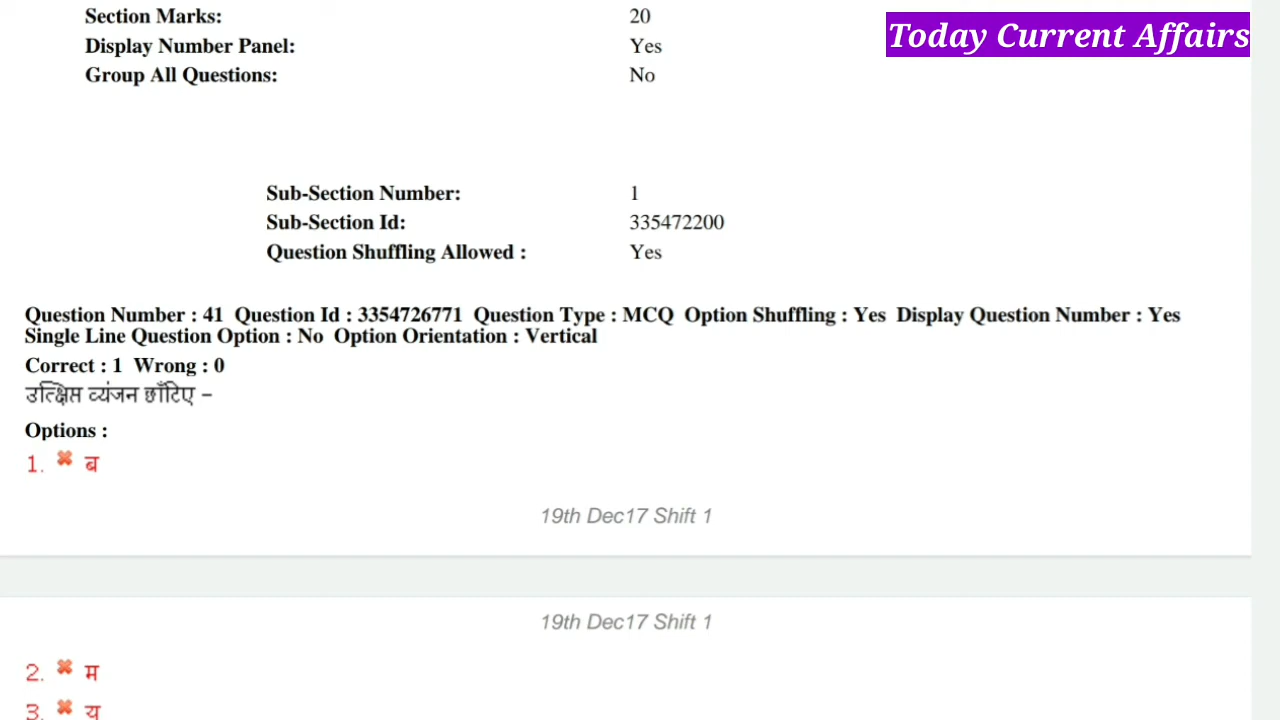 Section Marks: 20
Today Current Affairs
Display Number Panel: Yes
Group All Questions: No
Sub-Section Number: 1
Sub-Section Id: 335472200
Question Shuffling Allowed : Yes
Question Number : 41 Question Id : 3354726771 Question Type : MCQ Option Shuffling : Yes Display Question Number : Yes
Single Line Question Option : No Option Orientation : Vertical
Correct : 1 Wrong : 0
उत्क्षिप्त व्यंजन छाँटिए –
Options :
1. ब
19th Dec17 Shift 1
19th Dec17 Shift 1
2. म
3. य